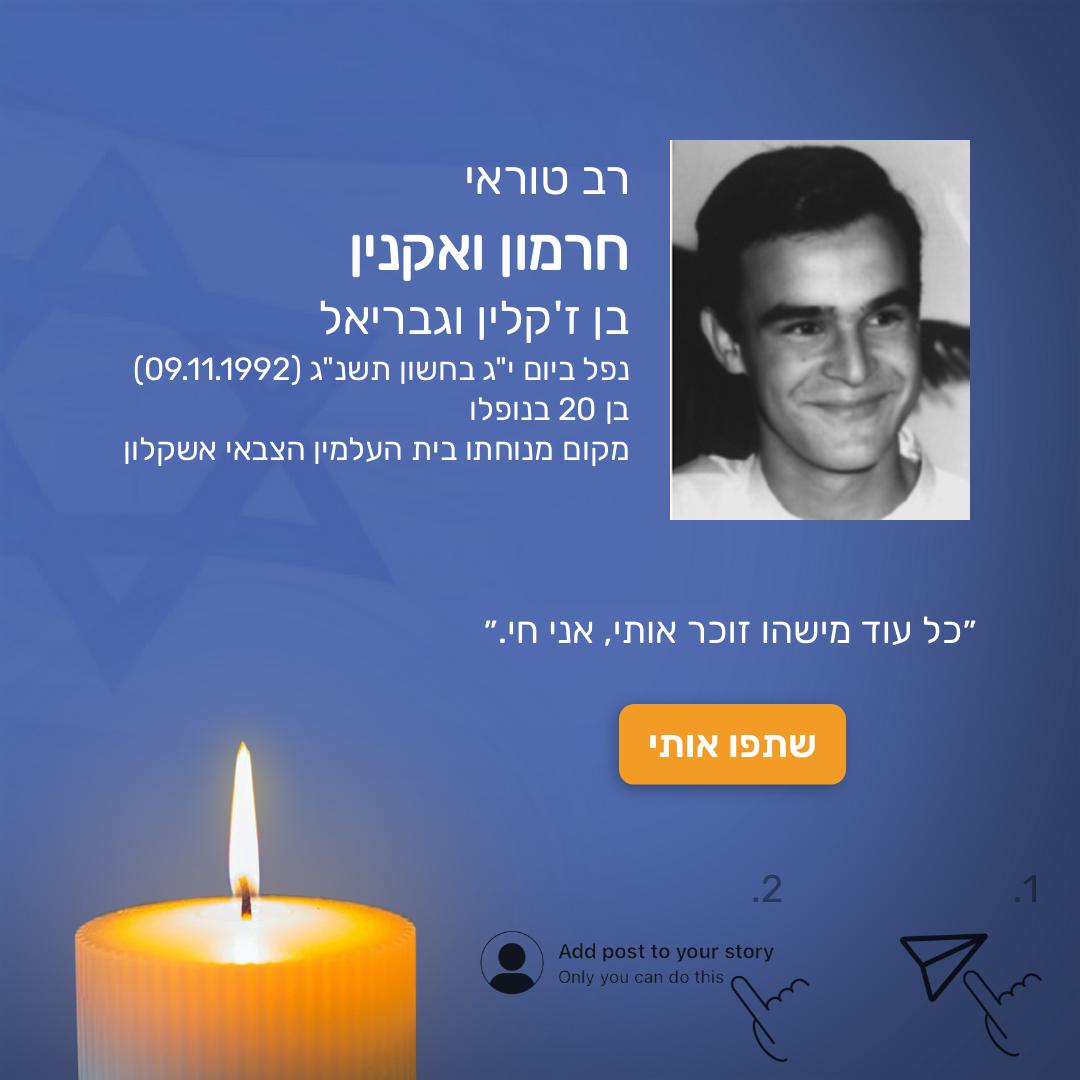 רב טוראי
חרמון ואקנין
בן ז'קלין וגבריאל
נפל ביום י"ג בחשון תשנ"ג (09.11.1992)
בן 20 בנופלו
מקום מנוחתו בית העלמין הצבאי אשקלון
״כל עוד מישהו זוכר אותי, אני חי.״
שתפו אותי
1.
2.
Add post to your story
Only you can do this